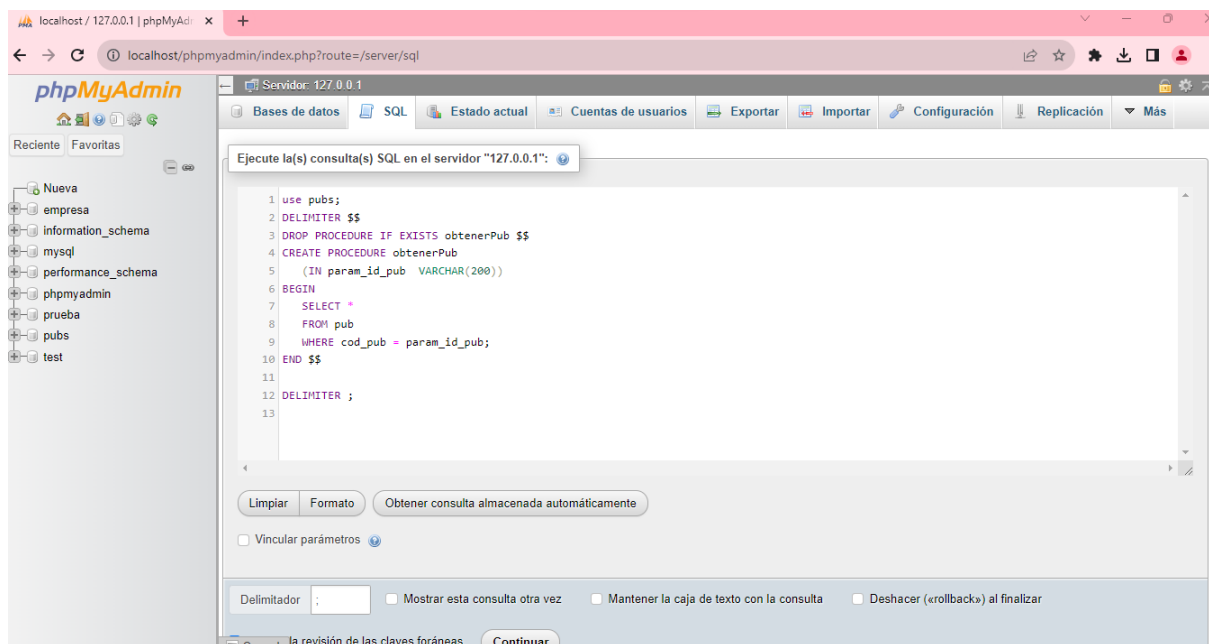 localhost / 127.0.0.1 | phpMyAdr
localhost/phpmyadmin/index.php?route=/server/sql
phpMyAdmin
Reciente Favoritas
Nueva
empresa
information_schema
mysql
performance_schema
phpmyadmin
prueba
pubs
test
Servidor: 127.0.0.1
Bases de datos SQL Estado actual Cuentas de usuarios Exportar Importar Configuración Replicación Más
Ejecute la(s) consulta(s) SQL en el servidor "127.0.0.1":
1 use pubs;
2 DELIMITER $$
3 DROP PROCEDURE IF EXISTS obtenerPub $$
4 CREATE PROCEDURE obtenerPub
5 (IN param_id_pub VARCHAR(200))
6 BEGIN
7 SELECT *
8 FROM pub
9 WHERE cod_pub = param_id_pub;
10 END $$
11
12 DELIMITER ;
13
Limpiar Formato Obtener consulta almacenada automáticamente
Vincular parámetros
Delimitador ; Mostrar esta consulta otra vez Mantener la caja de texto con la consulta Deshacer («rollback») al finalizar
la revisión de las claves foráneas Continuar